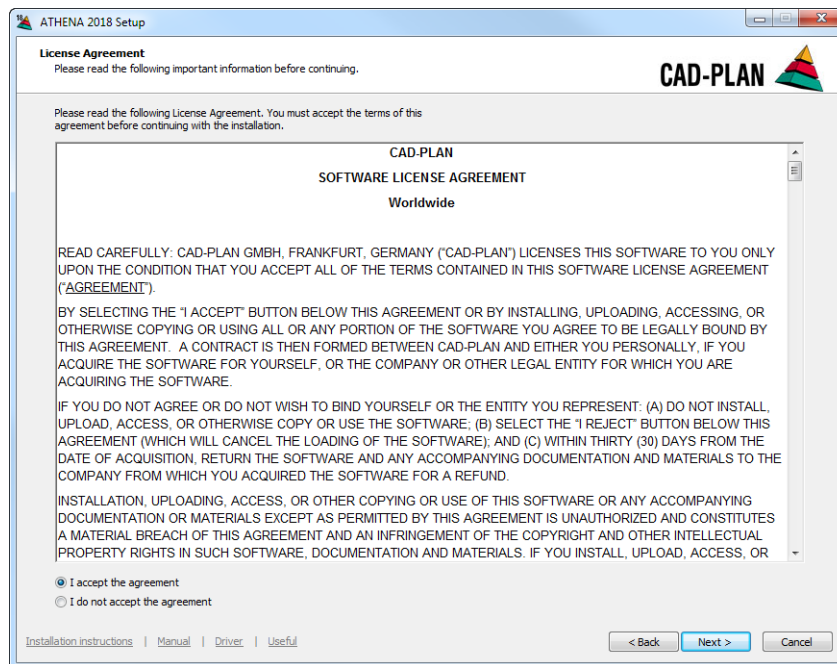 ATHENA 2018 Setup
License Agreement
Please read the following important information before continuing.
CAD-PLAN
Please read the following License Agreement. You must accept the terms of this
agreement before continuing with the installation.
CAD-PLAN
SOFTWARE LICENSE AGREEMENT
Worldwide
READ CAREFULLY: CAD-PLAN GMBH, FRANKFURT, GERMANY ("CAD-PLAN") LICENSES THIS SOFTWARE TO YOU ONLY
UPON THE CONDITION THAT YOU ACCEPT ALL OF THE TERMS CONTAINED IN THIS SOFTWARE LICENSE AGREEMENT
("AGREEMENT").
BY SELECTING THE "I ACCEPT" BUTTON BELOW THIS AGREEMENT OR BY INSTALLING, UPLOADING, ACCESSING, OR
OTHERWISE COPYING OR USING ALL OR ANY PORTION OF THE SOFTWARE YOU AGREE TO BE LEGALLY BOUND BY
THIS AGREEMENT. A CONTRACT IS THEN FORMED BETWEEN CAD-PLAN AND EITHER YOU PERSONALLY, IF YOU
ACQUIRE THE SOFTWARE FOR YOURSELF, OR THE COMPANY OR OTHER LEGAL ENTITY FOR WHICH YOU ARE
ACQUIRING THE SOFTWARE.
IF YOU DO NOT AGREE OR DO NOT WISH TO BIND YOURSELF OR THE ENTITY YOU REPRESENT: (A) DO NOT INSTALL,
UPLOAD, ACCESS, OR OTHERWISE COPY OR USE THE SOFTWARE; (B) SELECT THE "I REJECT" BUTTON BELOW THIS
AGREEMENT (WHICH WILL CANCEL THE LOADING OF THE SOFTWARE); AND (C) WITHIN THIRTY (30) DAYS FROM THE
DATE OF ACQUISITION, RETURN THE SOFTWARE AND ANY ACCOMPANYING DOCUMENTATION AND MATERIALS TO THE
COMPANY FROM WHICH YOU ACQUIRED THE SOFTWARE FOR A REFUND.
INSTALLATION, UPLOADING, ACCESS, OR OTHER COPYING OR USE OF THIS SOFTWARE OR ANY ACCOMPANYING
DOCUMENTATION OR MATERIALS EXCEPT AS PERMITTED BY THIS AGREEMENT IS UNAUTHORIZED AND CONSTITUTES
A MATERIAL BREACH OF THIS AGREEMENT AND AN INFRINGEMENT OF THE COPYRIGHT AND OTHER INTELLECTUAL
PROPERTY RIGHTS IN SUCH SOFTWARE, DOCUMENTATION AND MATERIALS. IF YOU INSTALL, UPLOAD, ACCESS, OR
I accept the agreement
I do not accept the agreement
Installation instructions | Manual | Driver | Useful
< Back Next > Cancel